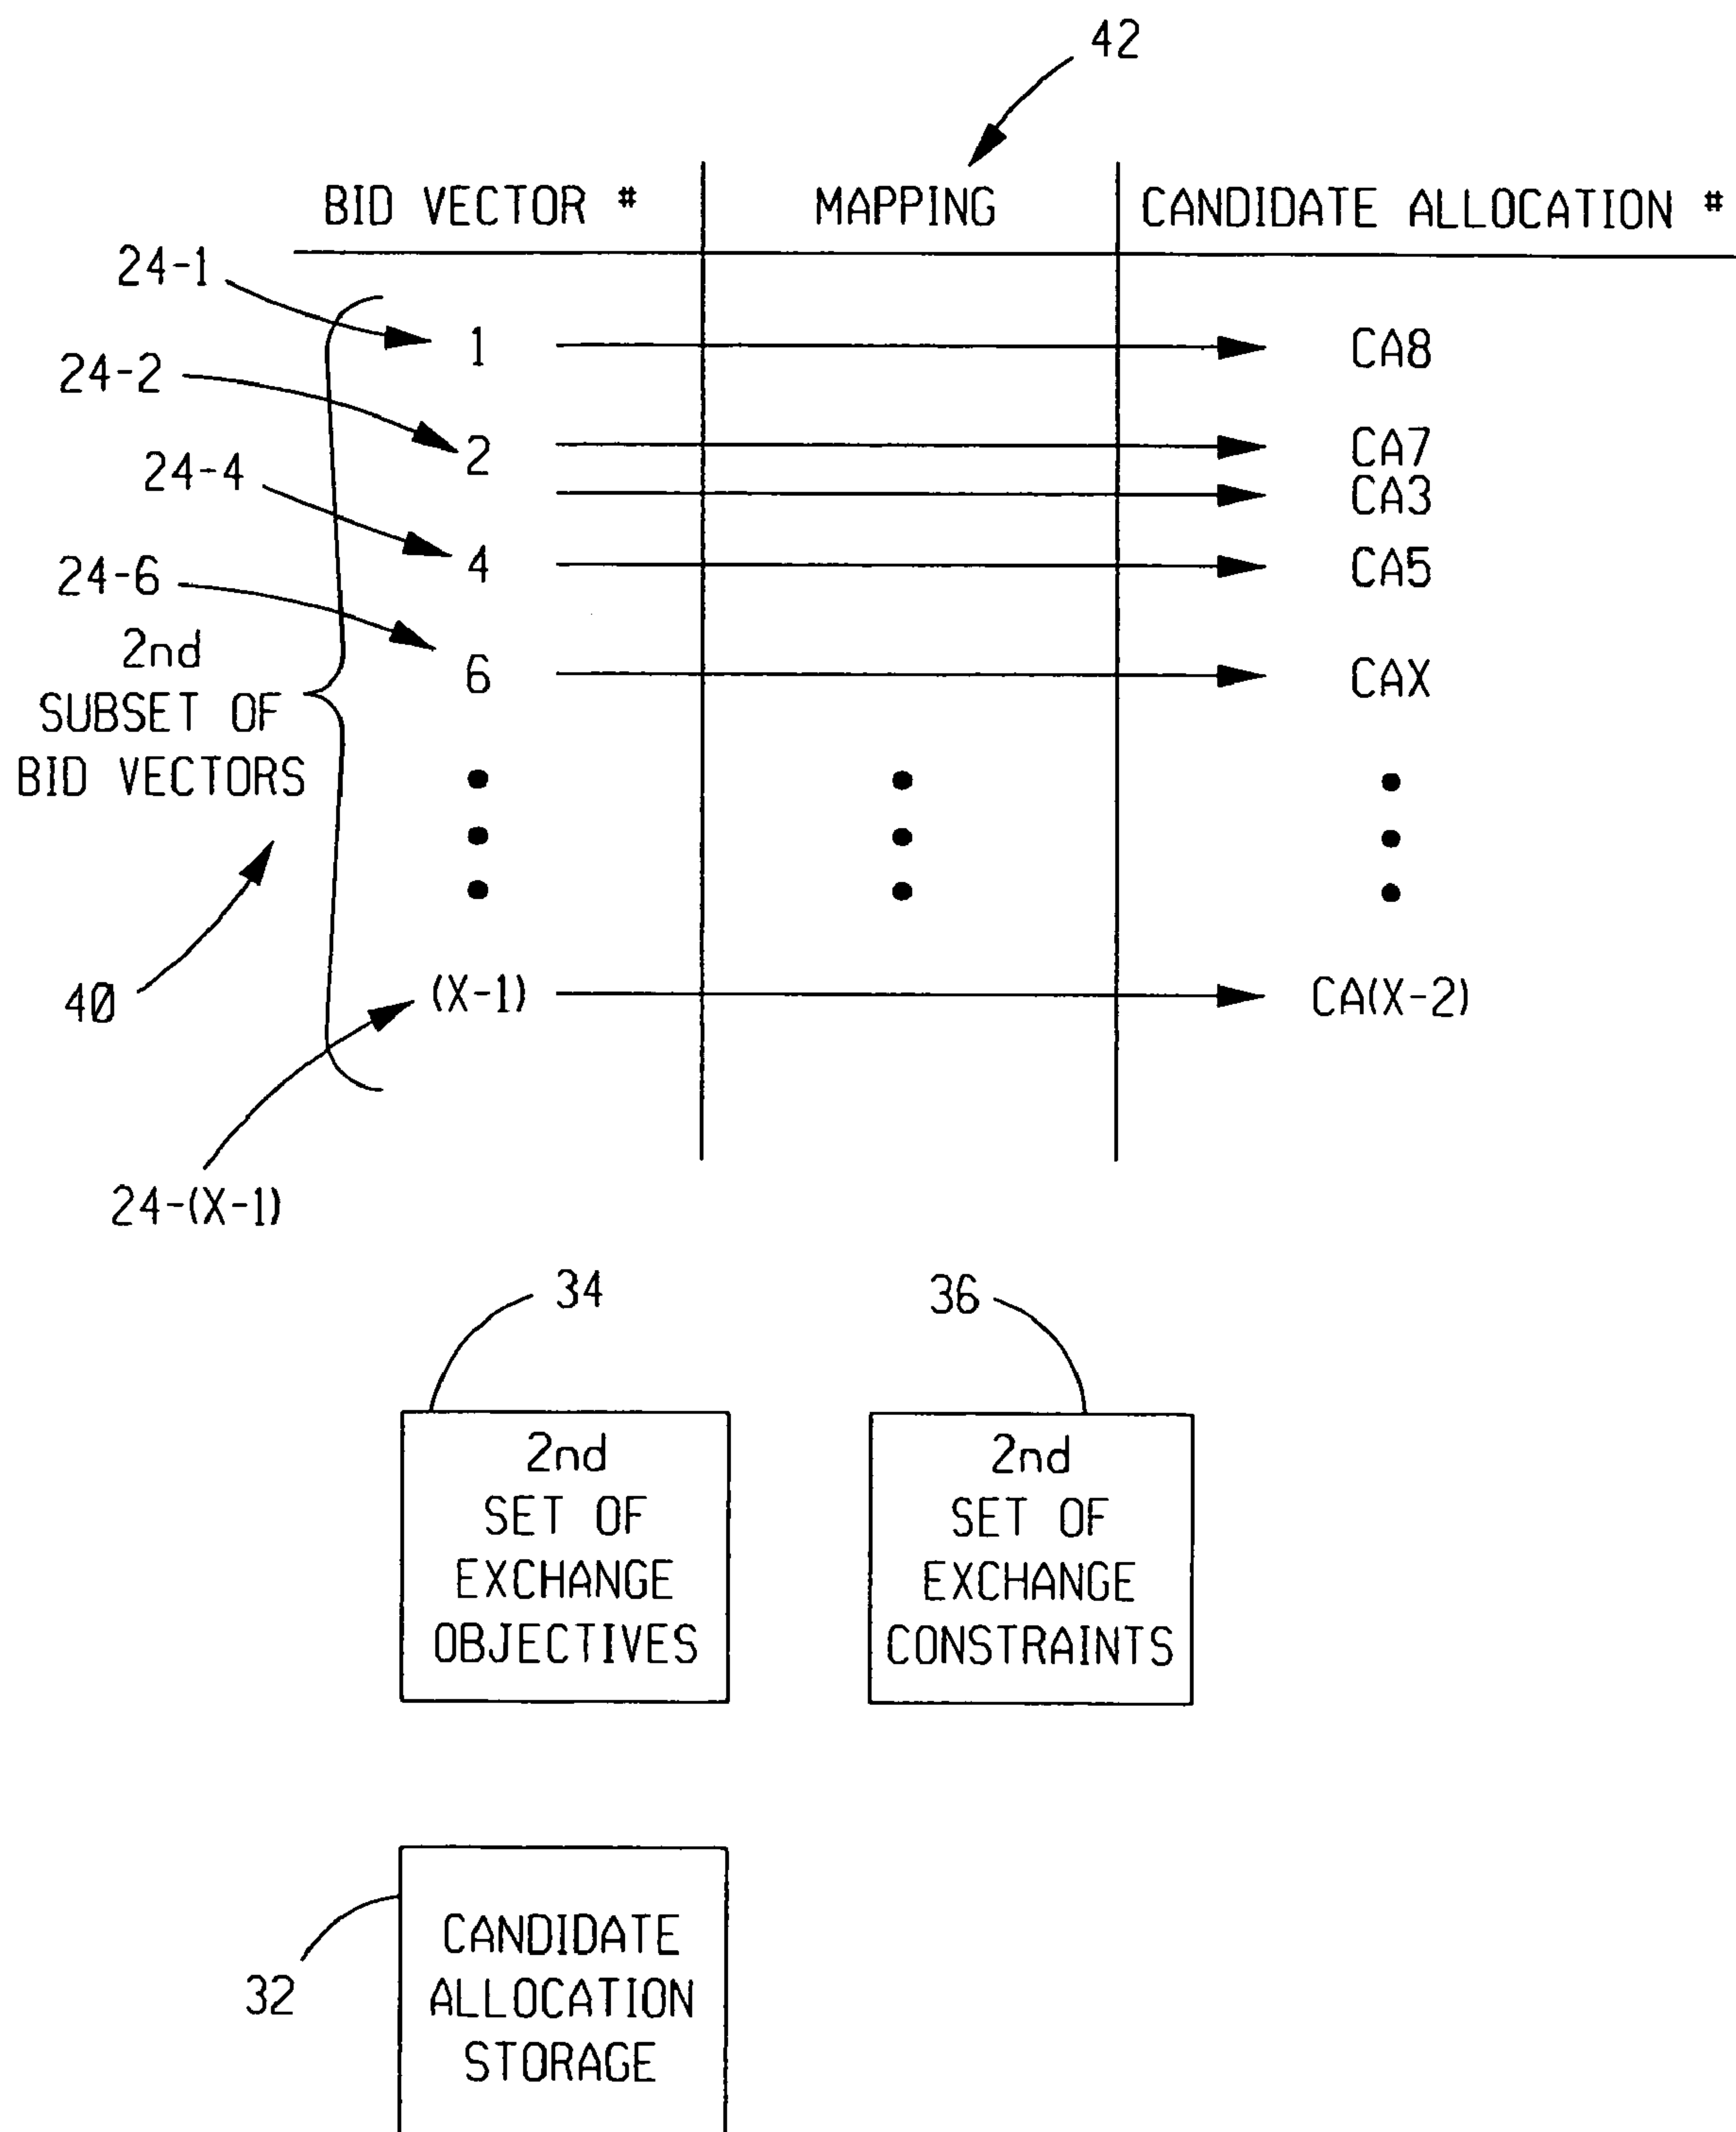 42
BID VECTOR # MAPPING CANDIDATE ALLOCATION #
24-1
1 CA8
24-2
2 CA7
CA3
24-4
4 CA5
24-6
6 CAX
2nd
SUBSET OF
BID VECTORS
40
(X-1) CA(X-2)
24-(X-1)
34
36
2nd
SET OF
EXCHANGE
OBJECTIVES
2nd
SET OF
EXCHANGE
CONSTRAINTS
32
CANDIDATE
ALLOCATION
STORAGE